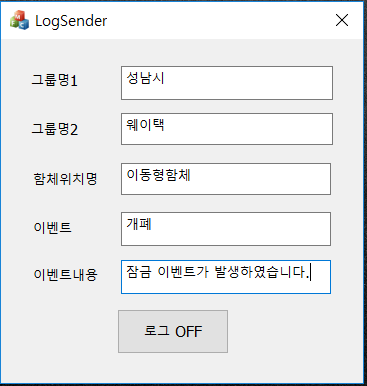 LogSender
그룹명1 성남시
그룹명2 웨이택
함체위치명 이동형함체
이벤트 개폐
이벤트내용 잠금 이벤트가 발생하였습니다.
로그 OFF